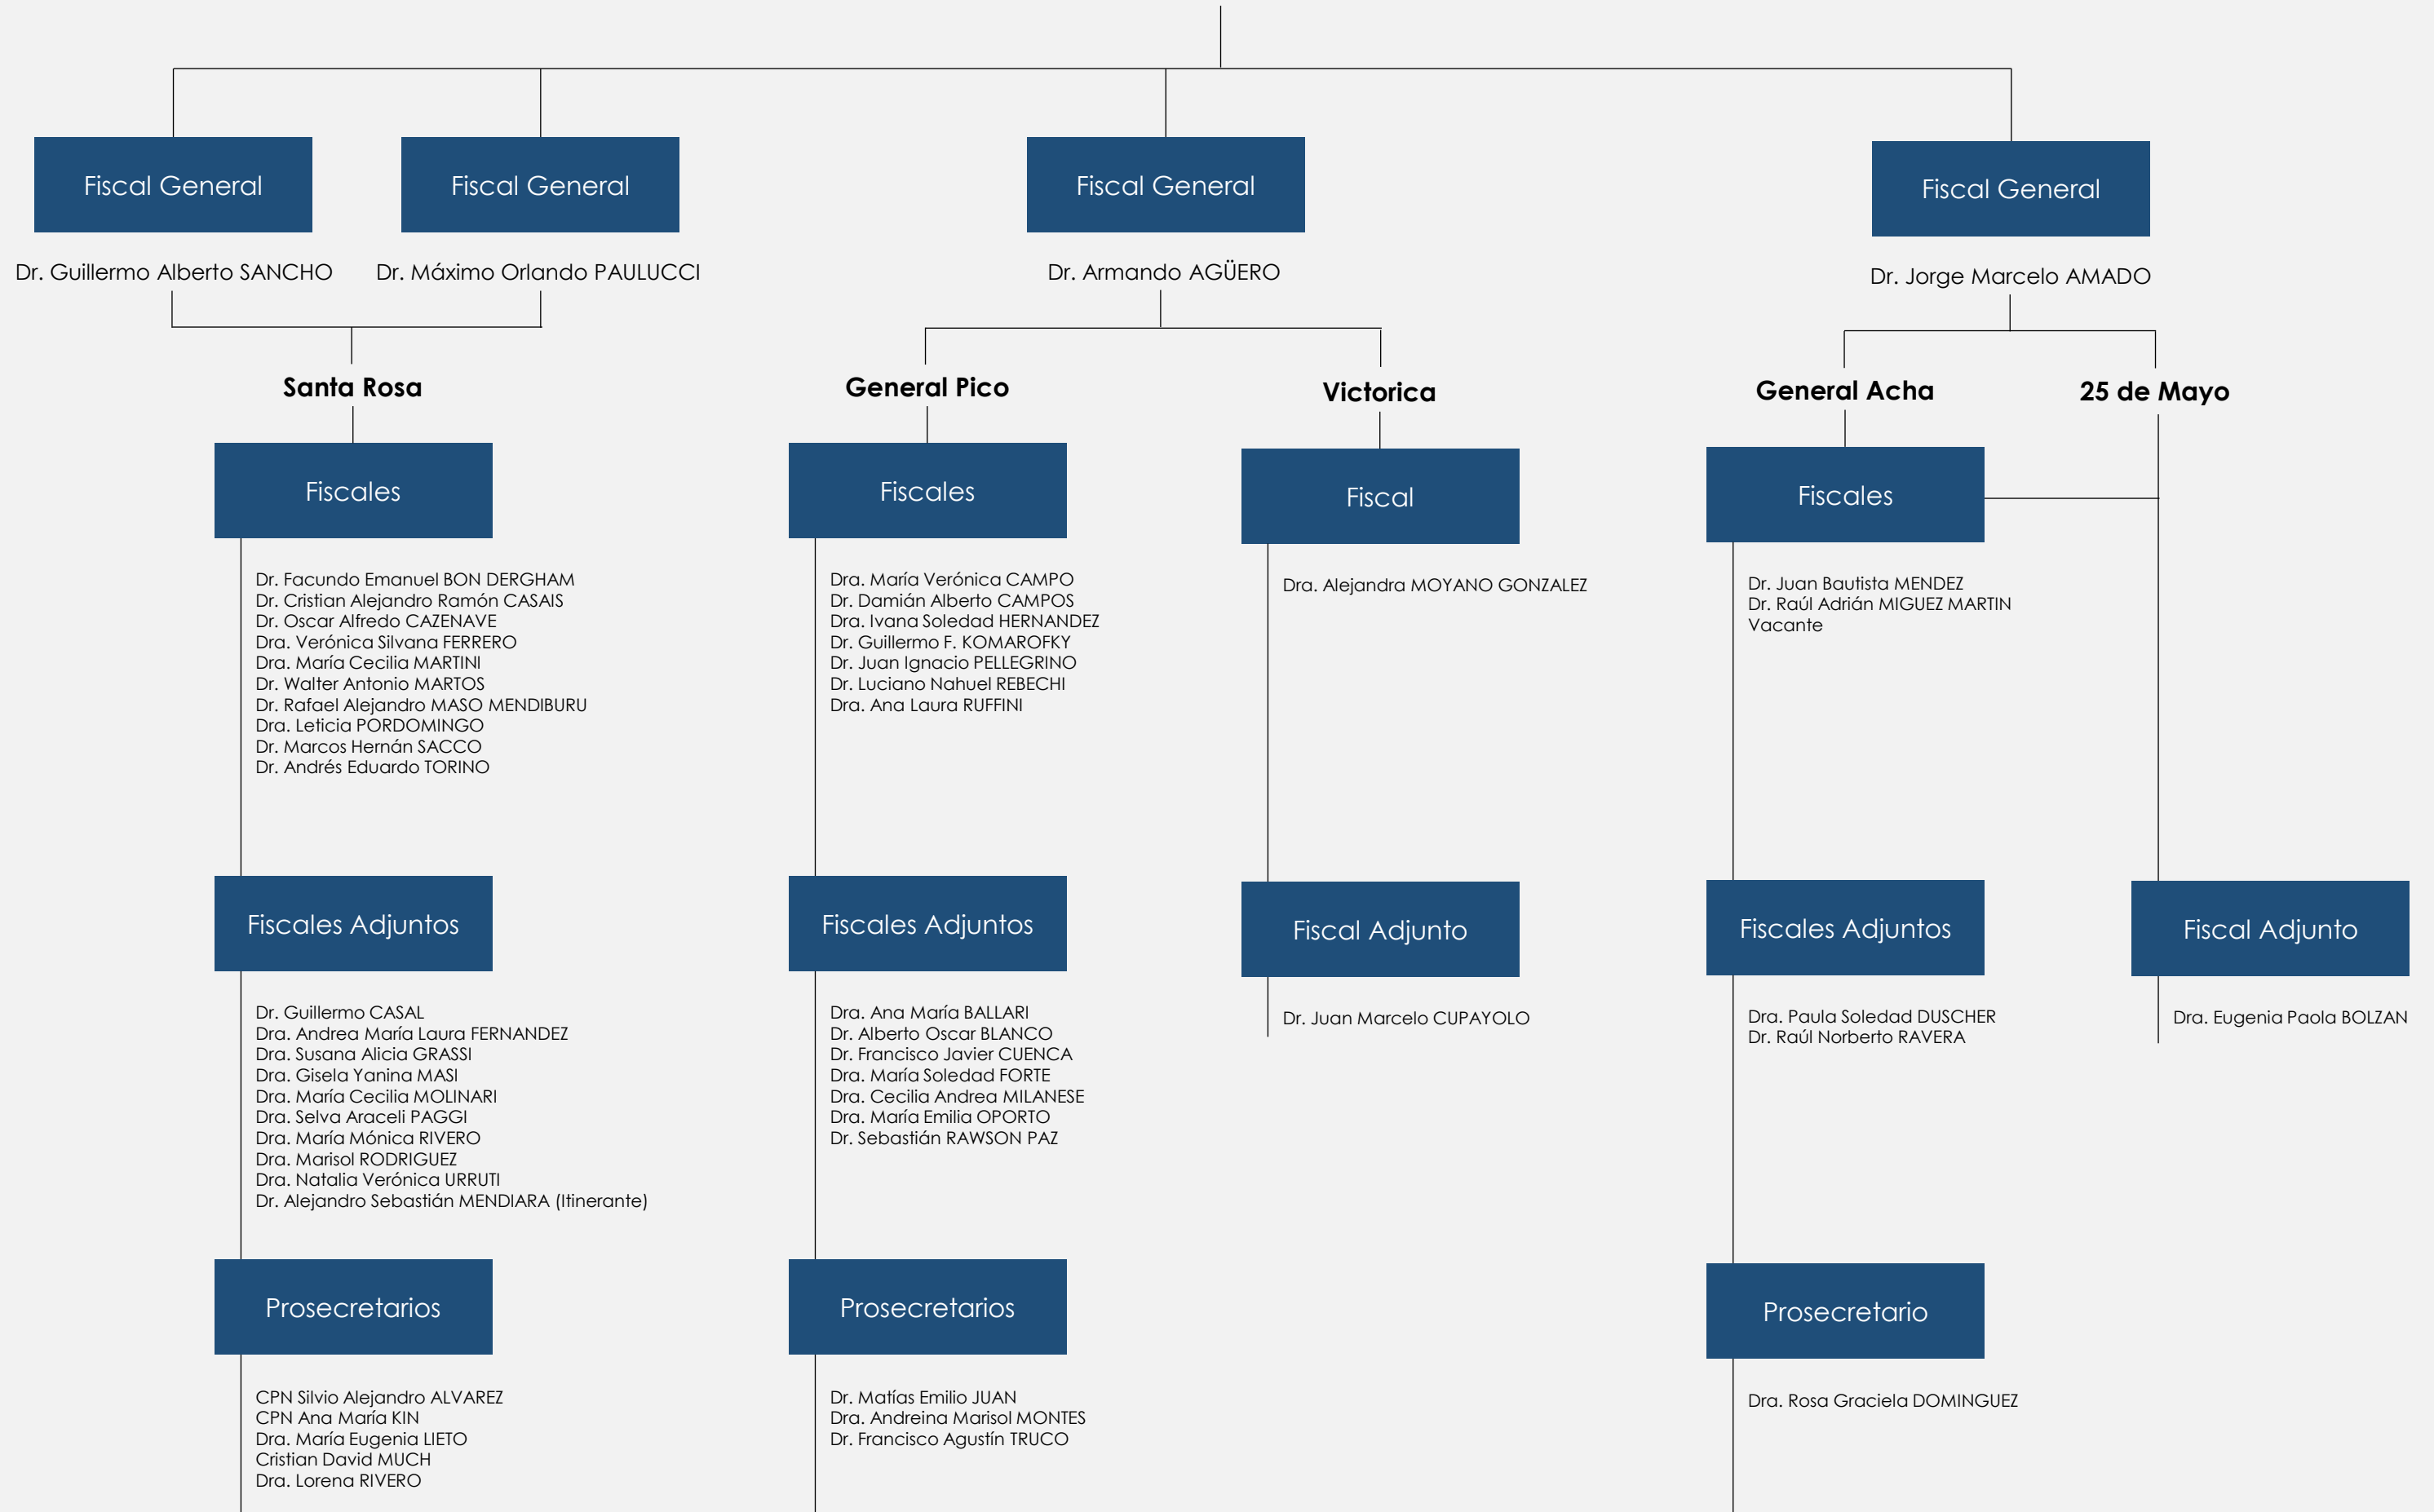 Fiscal General
Dr. Guillermo Alberto SANCHO
Fiscal General
Dr. Máximo Orlando PAULUCCI
Santa Rosa
Fiscales
Dr. Facundo Emanuel BON DERGHAM
Dr. Cristian Alejandro Ramón CASAIS
Dr. Oscar Alfredo CAZENAVE
Dra. Verónica Silvana FERRERO
Dra. María Cecilia MARTINI
Dr. Walter Antonio MARTOS
Dr. Rafael Alejandro MASO MENDIBURU
Dra. Leticia PORDOMINGO
Dr. Marcos Hernán SACCO
Dr. Andrés Eduardo TORINO
Fiscales Adjuntos
Dr. Guillermo CASAL
Dra. Andrea María Laura FERNANDEZ
Dra. Susana Alicia GRASSI
Dra. Gisela Yanina MASI
Dra. María Cecilia MOLINARI
Dra. Selva Araceli PAGGI
Dra. María Mónica RIVERO
Dra. Marisol RODRIGUEZ
Dra. Natalia Verónica URRUTI
Dr. Alejandro Sebastián MENDIARA (Itinerante)
Prosecretarios
CPN Silvio Alejandro ALVAREZ
CPN Ana María KIN
Dra. María Eugenia LIETO
Cristian David MUCH
Dra. Lorena RIVERO
Fiscal General
Dr. Armando AGÜERO
General Pico
Fiscales
Dra. María Verónica CAMPO
Dr. Damián Alberto CAMPOS
Dra. Ivana Soledad HERNANDEZ
Dr. Guillermo F. KOMAROFKY
Dr. Juan Ignacio PELLEGRINO
Dr. Luciano Nahuel REBECHI
Dra. Ana Laura RUFFINI
Fiscales Adjuntos
Dra. Ana María BALLARI
Dr. Alberto Oscar BLANCO
Dr. Francisco Javier CUENCA
Dra. María Soledad FORTE
Dra. Cecilia Andrea MILANESE
Dra. María Emilia OPORTO
Dr. Sebastián RAWSON PAZ
Prosecretarios
Dr. Matías Emilio JUAN
Dra. Andreina Marisol MONTES
Dr. Francisco Agustín TRUCO
Victorica
Fiscal
Dra. Alejandra MOYANO GONZALEZ
Fiscal Adjunto
Dr. Juan Marcelo CUPAYOLO
Fiscal General
Dr. Jorge Marcelo AMADO
General Acha
Fiscales
Dr. Juan Bautista MENDEZ
Dr. Raúl Adrián MIGUEZ MARTIN
Vacante
Fiscales Adjuntos
Dra. Paula Soledad DUSCHER
Dr. Raúl Norberto RAVERA
Prosecretario
Dra. Rosa Graciela DOMINGUEZ
25 de Mayo
Fiscal Adjunto
Dra. Eugenia Paola BOLZAN